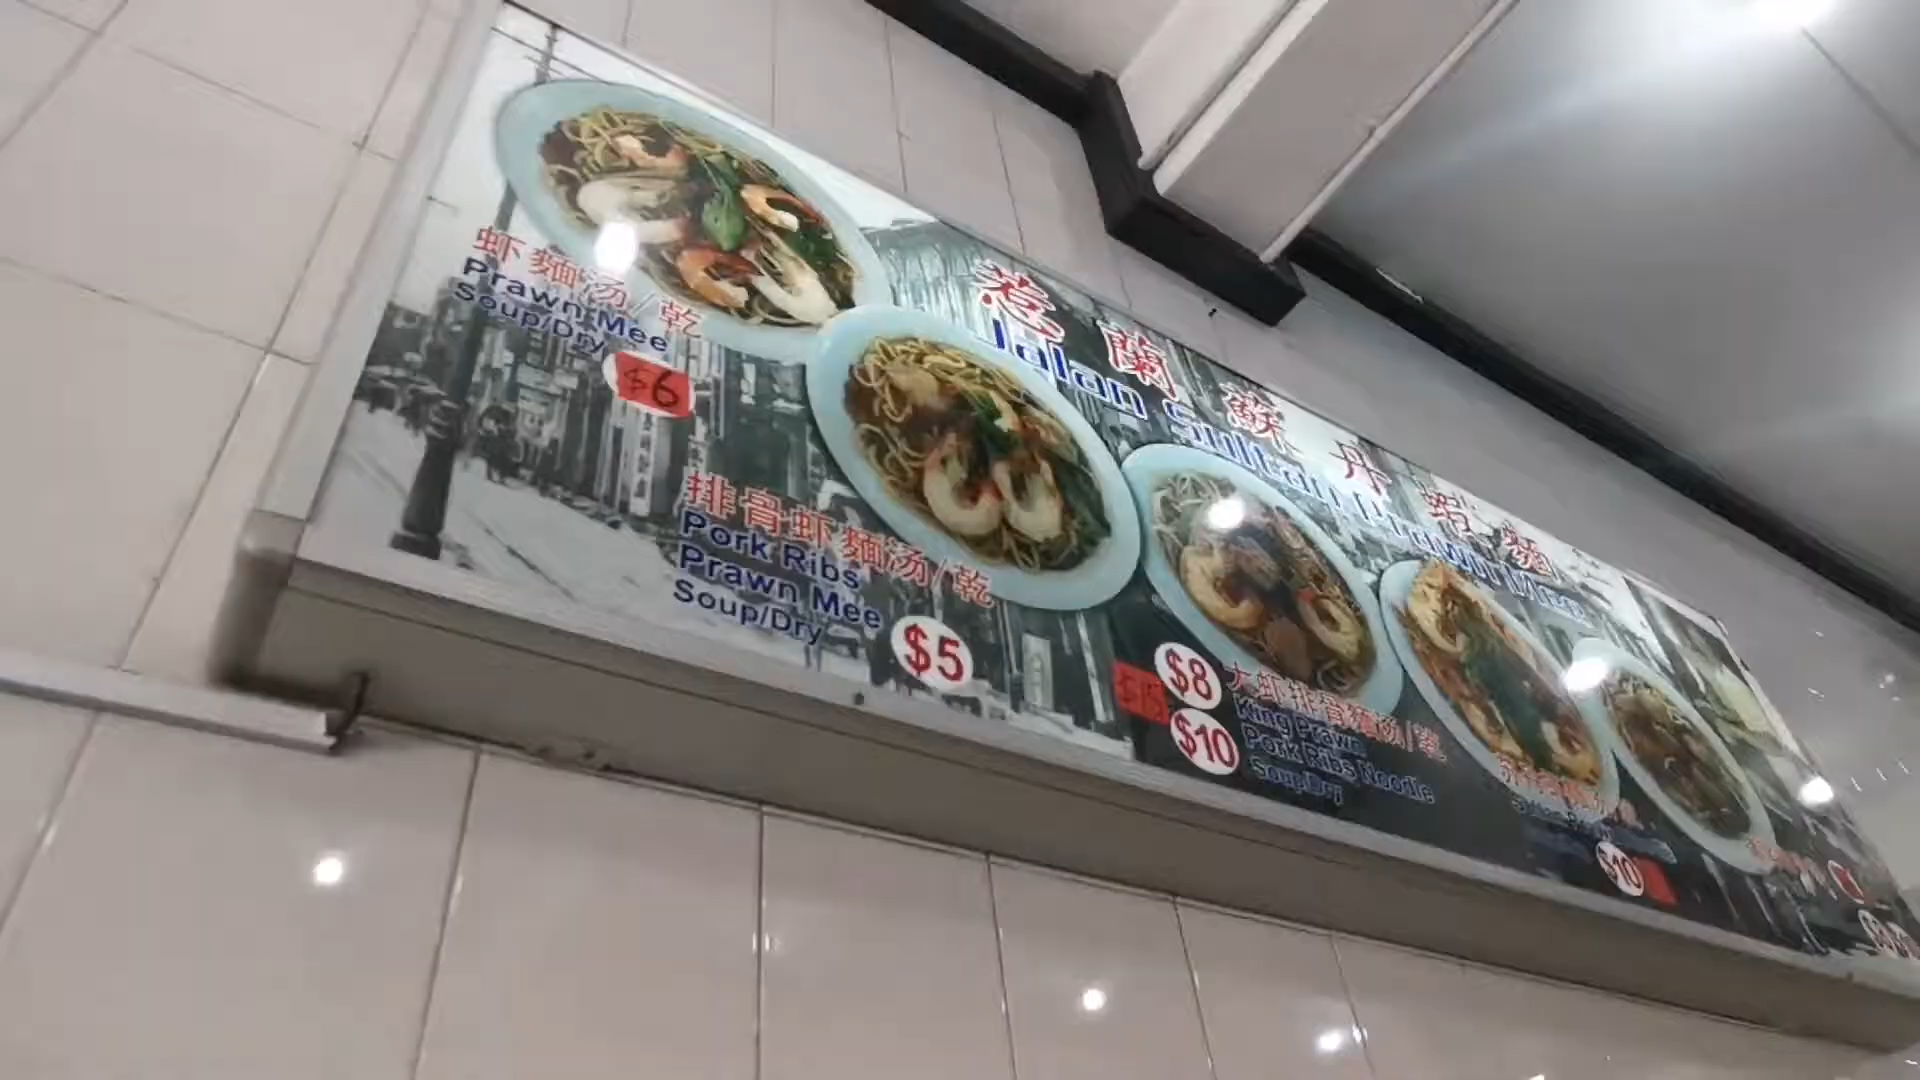 惹蘭蘇丹蝦麵
Jalan Sultan Prawn Mee
虾麵汤/乾
Prawn Mee
Soup/Dry
$6
排骨虾麵汤/乾
Pork Ribs
Prawn Mee
Soup/Dry
$5
$8
$10
大虾排骨麵汤/乾
King Prawn
Pork Ribs Noodle
Soup/Dry
$10